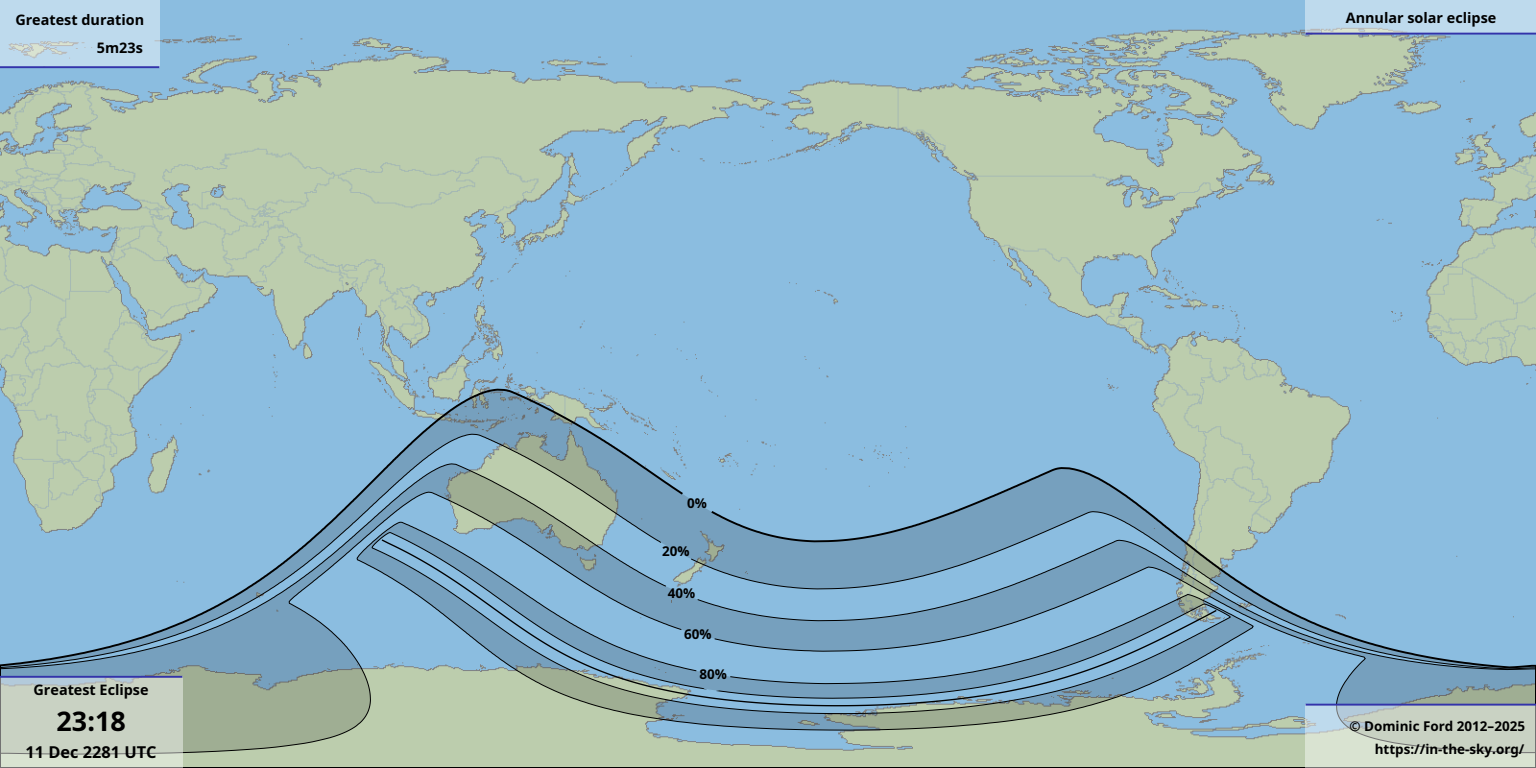 Greatest duration
5m23s
Annular solar eclipse
0%
20%
40%
60%
80%
Greatest Eclipse
23:18
11 Dec 2281 UTC
© Dominic Ford 2012–2025
https://in-the-sky.org/